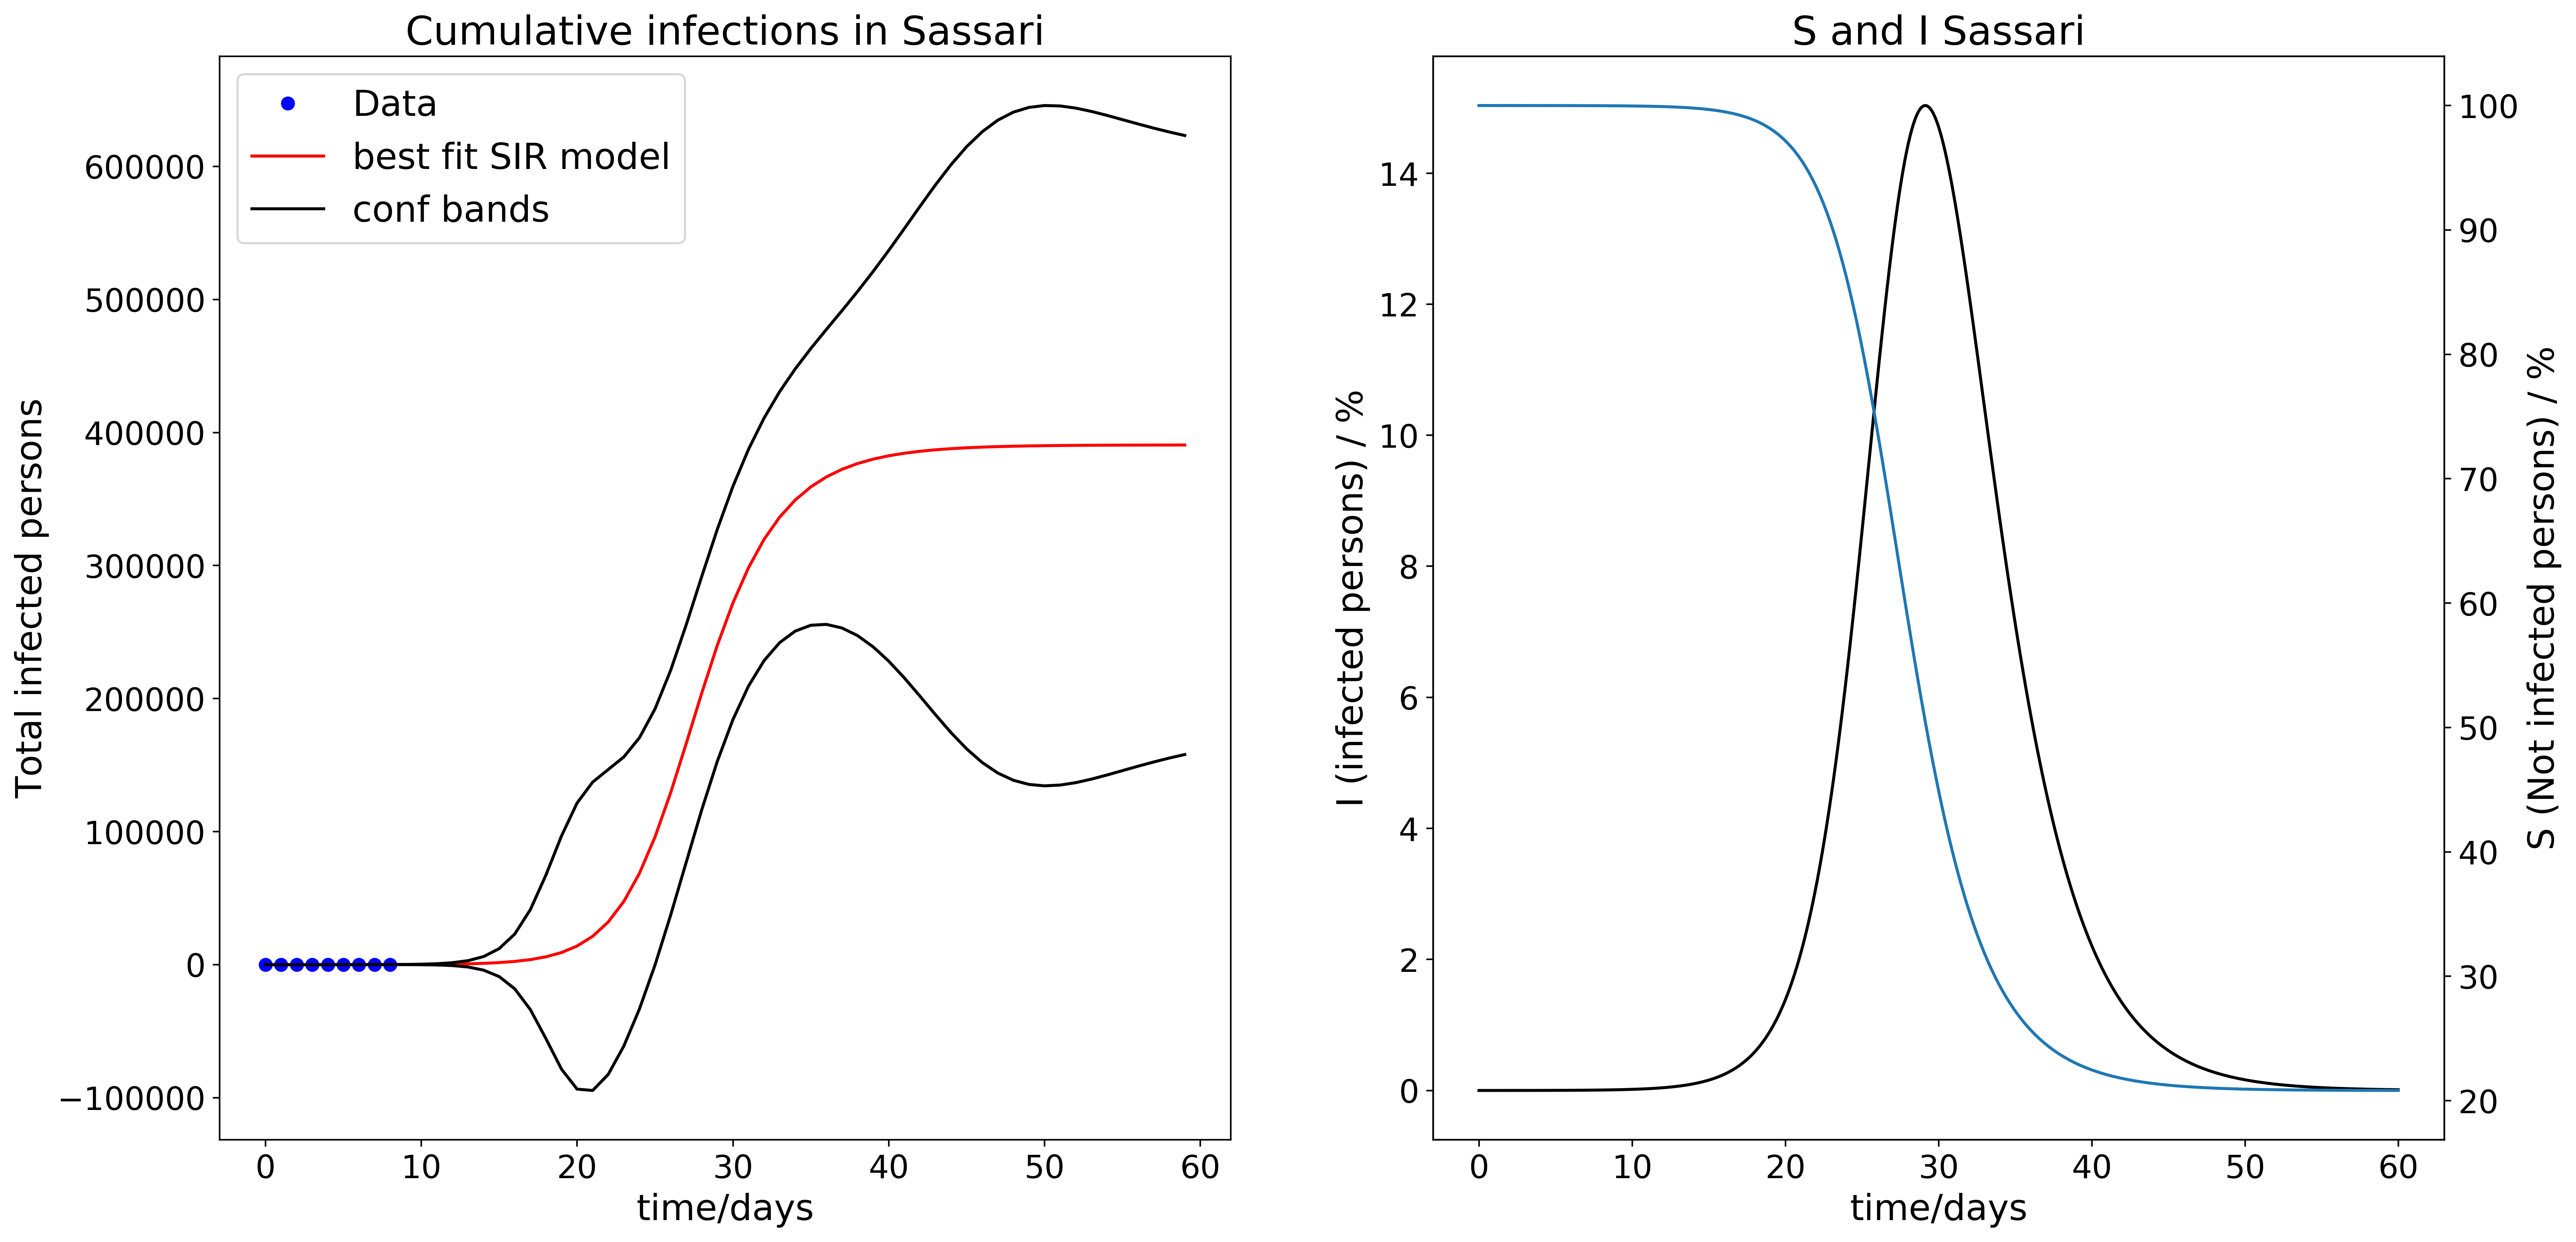 Cumulative infections in Sassari
Data
best fit SIR model
conf bands
Total infected persons
600000
500000
400000
300000
200000
100000
0
−100000
0 10 20 30 40 50 60
time/days
S and I Sassari
I (infected persons) / %
14
12
10
8
6
4
2
0
0 10 20 30 40 50 60
time/days
100
90
80
70
60
50
40
30
20
S (Not infected persons) / %